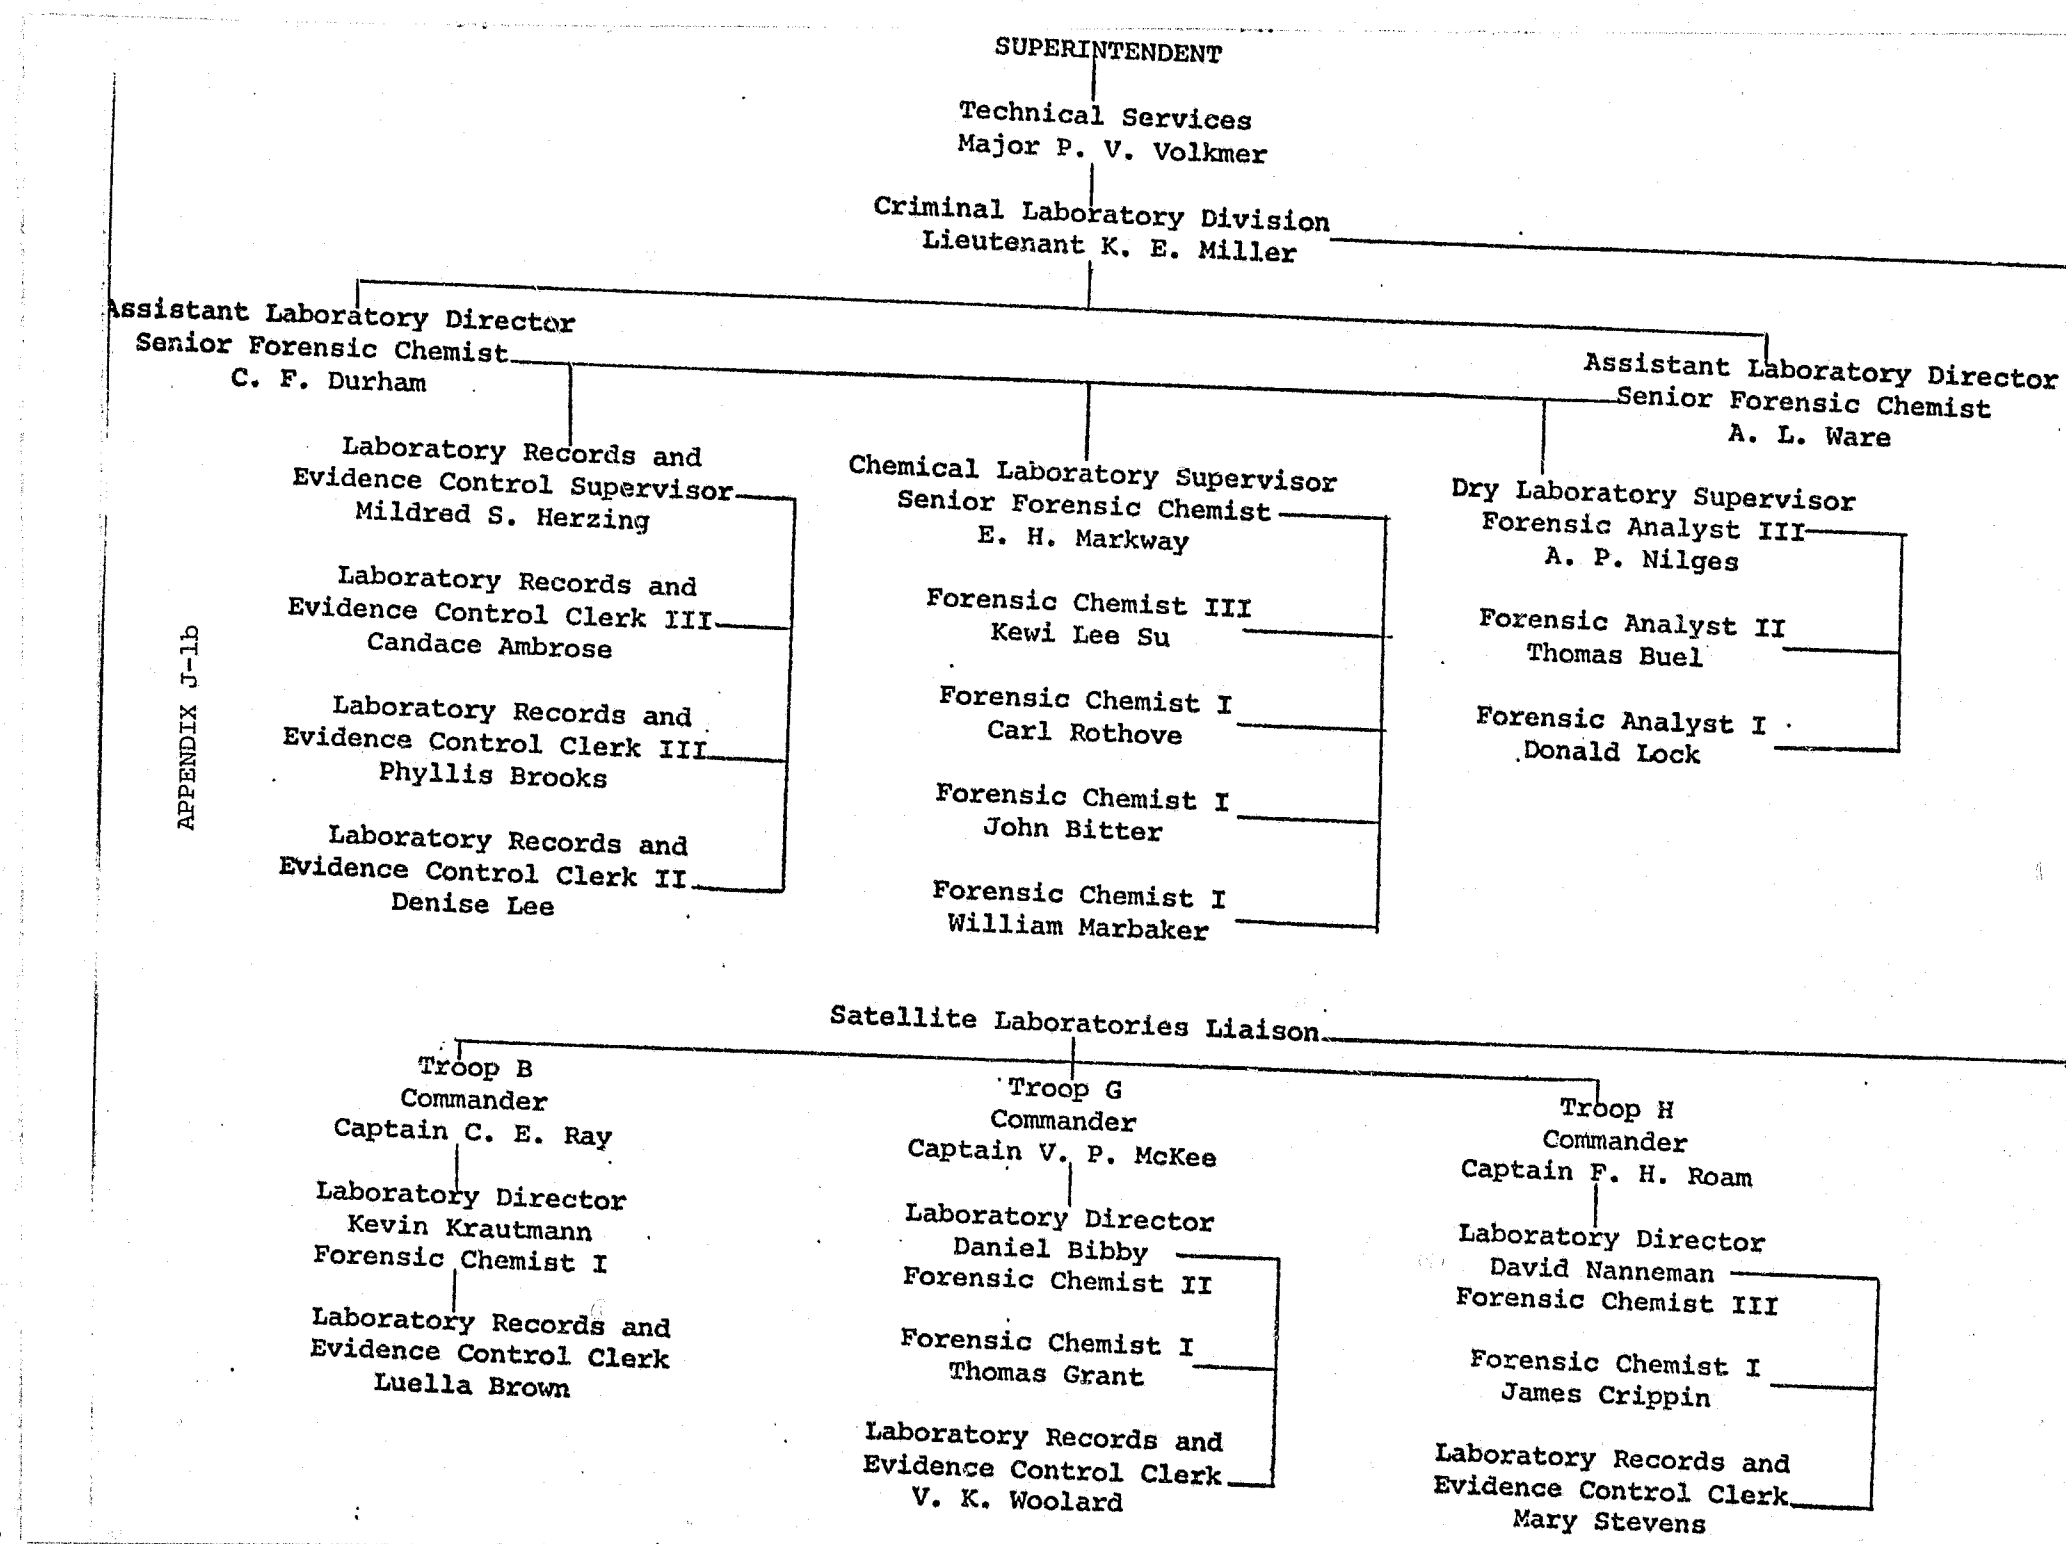 SUPERINTENDENT
Technical Services
Major P. V. Volkmer
Criminal Laboratory Division
Lieutenant K. E. Miller
Assistant Laboratory Director
Senior Forensic Chemist
C. F. Durham
Assistant Laboratory Director
Senior Forensic Chemist
A. L. Ware
Laboratory Records and
Evidence Control Supervisor
Mildred S. Herzing
Laboratory Records and
Evidence Control Clerk III
Candace Ambrose
Laboratory Records and
Evidence Control Clerk III
Phyllis Brooks
Laboratory Records and
Evidence Control Clerk II
Denise Lee
Chemical Laboratory Supervisor
Senior Forensic Chemist
E. H. Markway
Forensic Chemist III
Kewi Lee Su
Forensic Chemist I
Carl Rothove
Forensic Chemist I
John Bitter
Forensic Chemist I
William Marbaker
Dry Laboratory Supervisor
Forensic Analyst III
A. P. Nilges
Forensic Analyst II
Thomas Buel
Forensic Analyst I
Donald Lock
APPENDIX J-1b
Satellite Laboratories Liaison
Troop B
Commander
Captain C. E. Ray
Laboratory Director
Kevin Krautmann
Forensic Chemist I
Laboratory Records and
Evidence Control Clerk
Luella Brown
Troop G
Commander
Captain V. P. McKee
Laboratory Director
Daniel Bibby
Forensic Chemist II
Forensic Chemist I
Thomas Grant
Laboratory Records and
Evidence Control Clerk
V. K. Woolard
Troop H
Commander
Captain F. H. Roam
Laboratory Director
David Nanneman
Forensic Chemist III
Forensic Chemist I
James Crippin
Laboratory Records and
Evidence Control Clerk
Mary Stevens